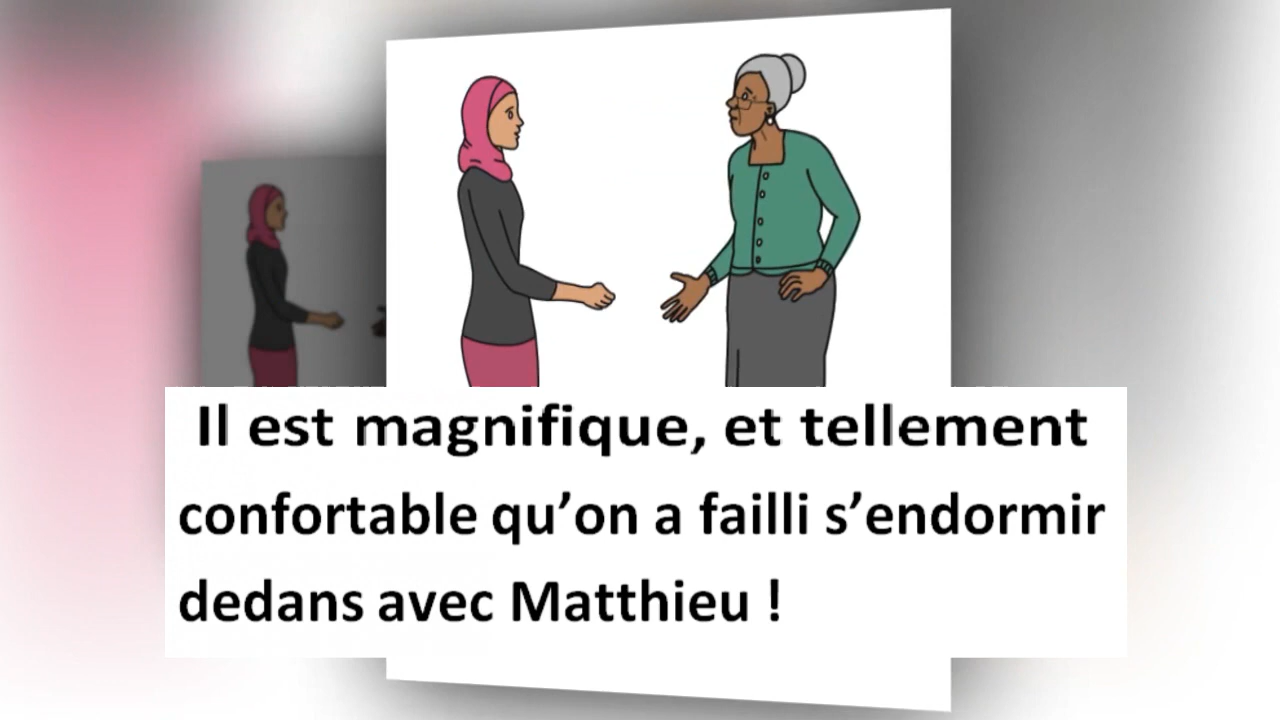 Il est magnifique, et tellement
confortable qu’on a failli s’endormir
dedans avec Matthieu !